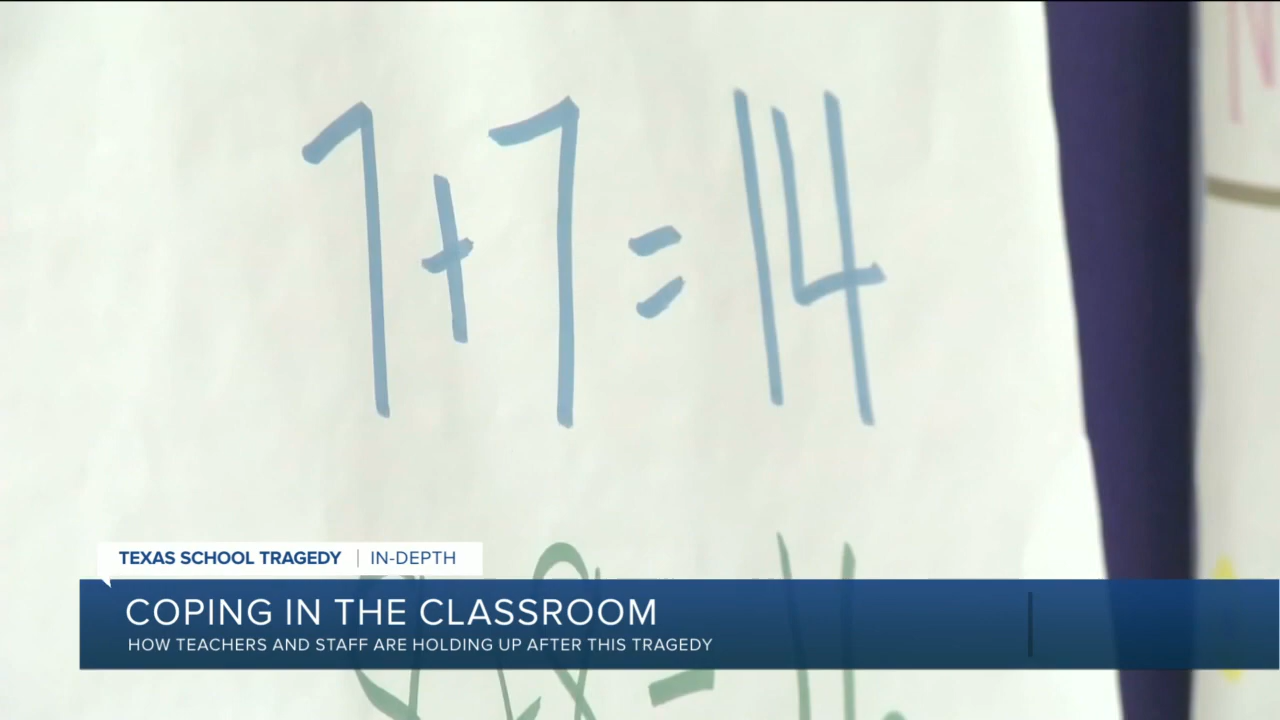 7+7=14
TEXAS SCHOOL TRAGEDY | IN-DEPTH
COPING IN THE CLASSROOM
HOW TEACHERS AND STAFF ARE HOLDING UP AFTER THIS TRAGEDY